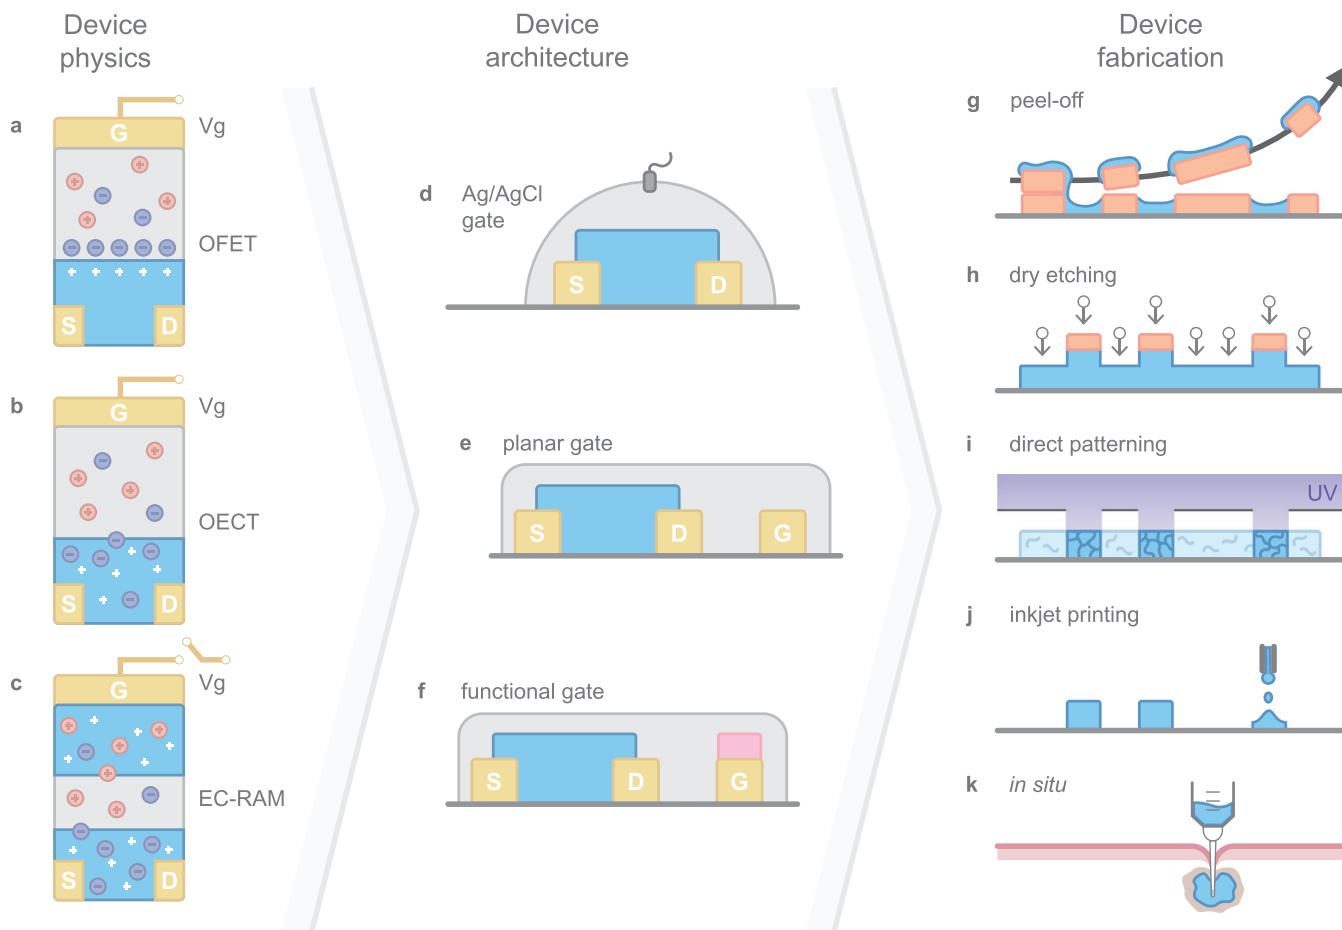 Device
physics
a
G
Vg
OFET
S
D
b
G
Vg
OECT
S
D
c
G
Vg
EC-RAM
S
D
Device
architecture
d
Ag/AgCl
gate
S
D
e
planar gate
S
D
G
f
functional gate
S
D
G
Device
fabrication
g
peel-off
h
dry etching
i
direct patterning
UV
j
inkjet printing
k
in situ